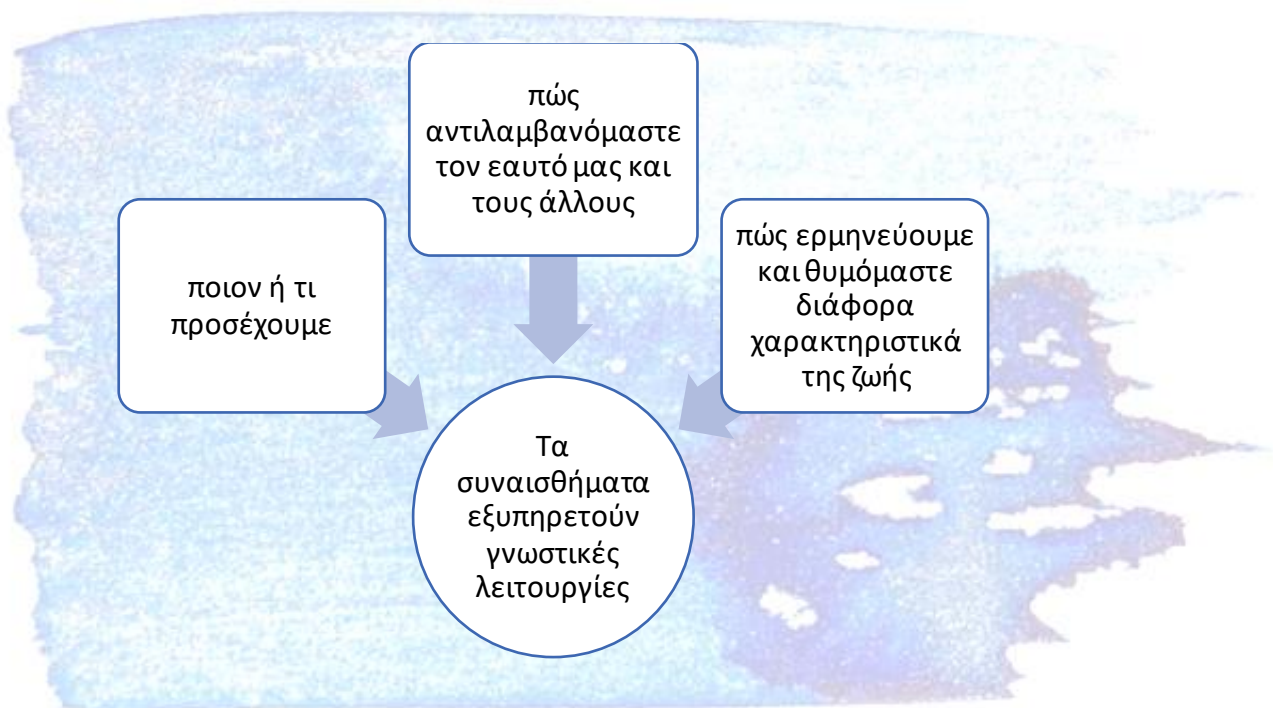 πώς
αντιλαμβανόμαστε
τον εαυτό μας και
τους άλλους
ποιον ή τι
προσέχουμε
πώς ερμηνεύουμε
και θυμόμαστε
διάφορα
χαρακτηριστικά
της ζωής
Τα
συναισθήματα
εξυπηρετούν
γνωστικές
λειτουργίες